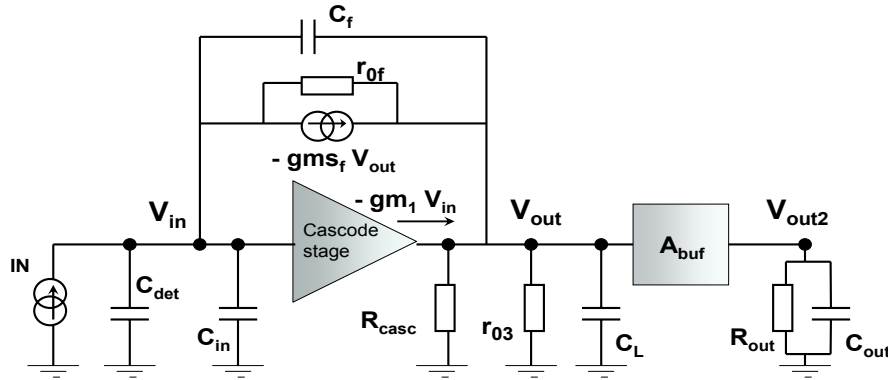 C_f
r_0f
- gms_f V_out
- gm_1 V_in
V_in
V_out
V_out2
Cascode
stage
A_buf
IN
C_det
C_in
R_casc
r_03
C_L
R_out
C_out